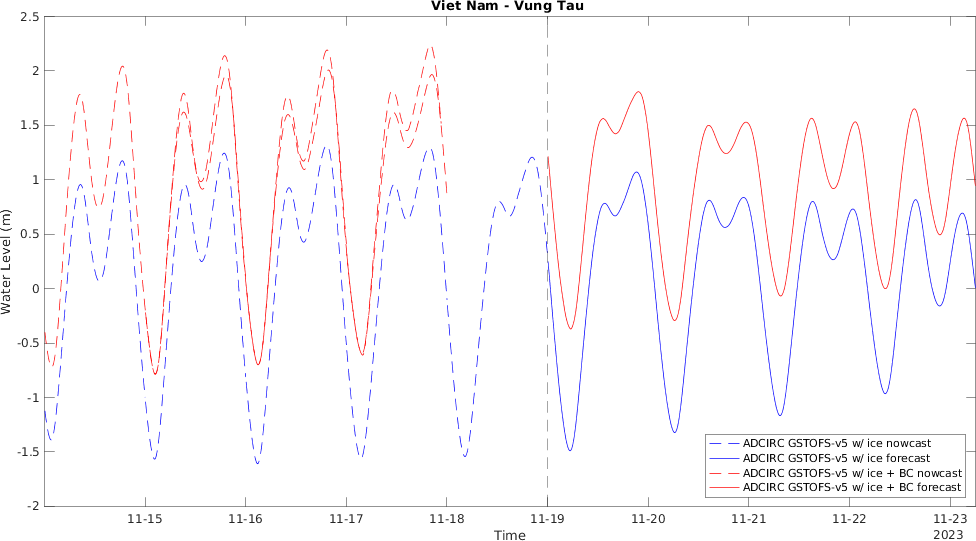 Viet Nam - Vung Tau
2.5
2
1.5
1
0.5
0
-0.5
-1
-1.5
-2
Water Level (m)
11-15
11-16
11-17
11-18
11-19
11-20
11-21
11-22
11-23
2023
Time
ADCIRC GSTOFS-v5 w/ ice nowcast
ADCIRC GSTOFS-v5 w/ ice forecast
ADCIRC GSTOFS-v5 w/ ice + BC nowcast
ADCIRC GSTOFS-v5 w/ ice + BC forecast